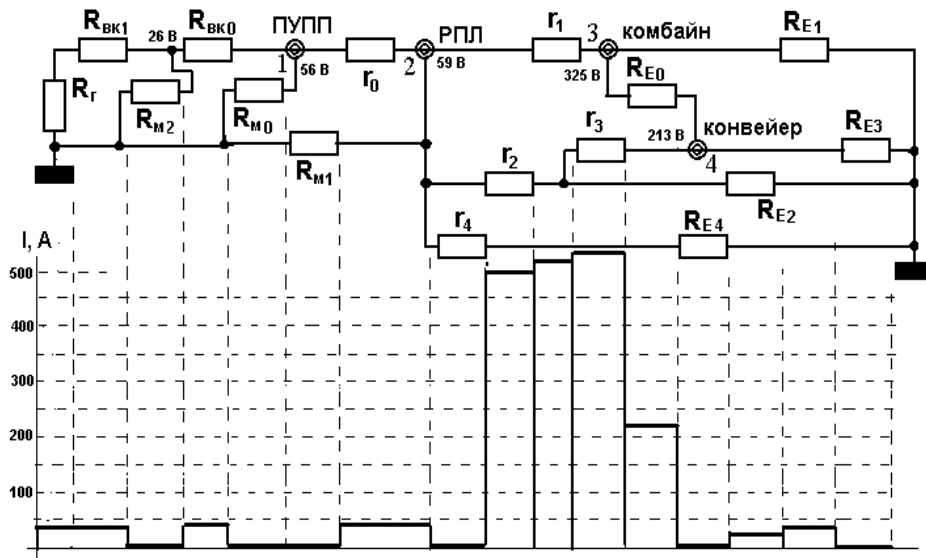 Rвк1
26 В
Rвк0
ПУПП
1
56 В
r0
2
РПЛ
59 В
r1
3
комбайн
325 В
RE1
RE0
Rг
Rм2
Rм0
r3
213 В
конвейер
4
RE3
Rм1
r2
RE2
r4
RE4
I, А
500
400
300
200
100